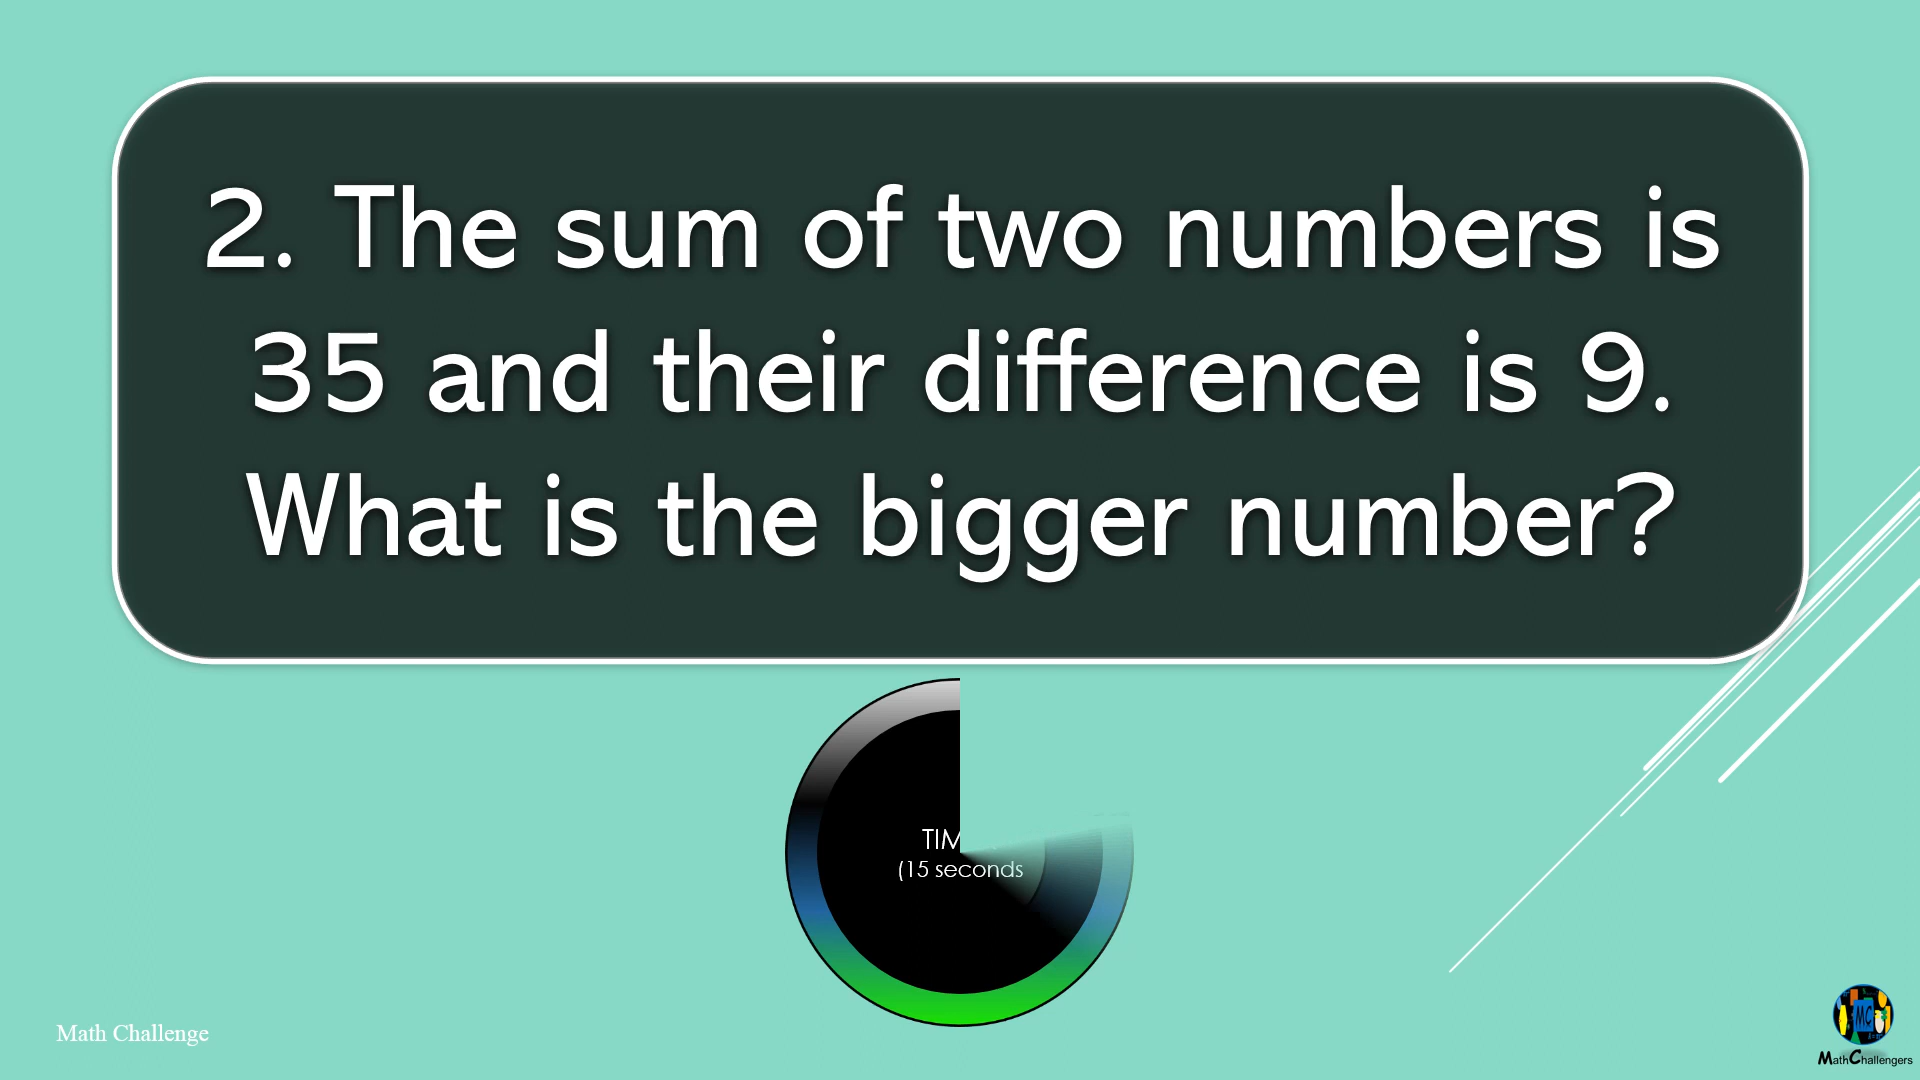 2. The sum of two numbers is
35 and their difference is 9.
What is the bigger number?
(15 seconds
Math Challenge
MC
MathChallengers